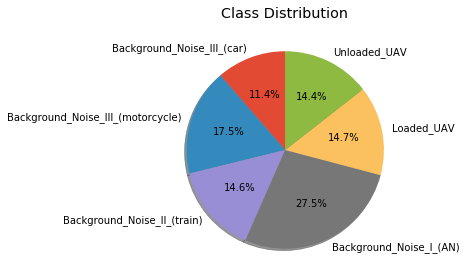 Class Distribution
Background_Noise_III_(car)
Unloaded_UAV
11.4%
14.4%
Background_Noise_III_(motorcycle)
17.5%
14.7%
Loaded_UAV
14.6%
27.5%
Background_Noise_II_(train)
Background_Noise_I_(AN)